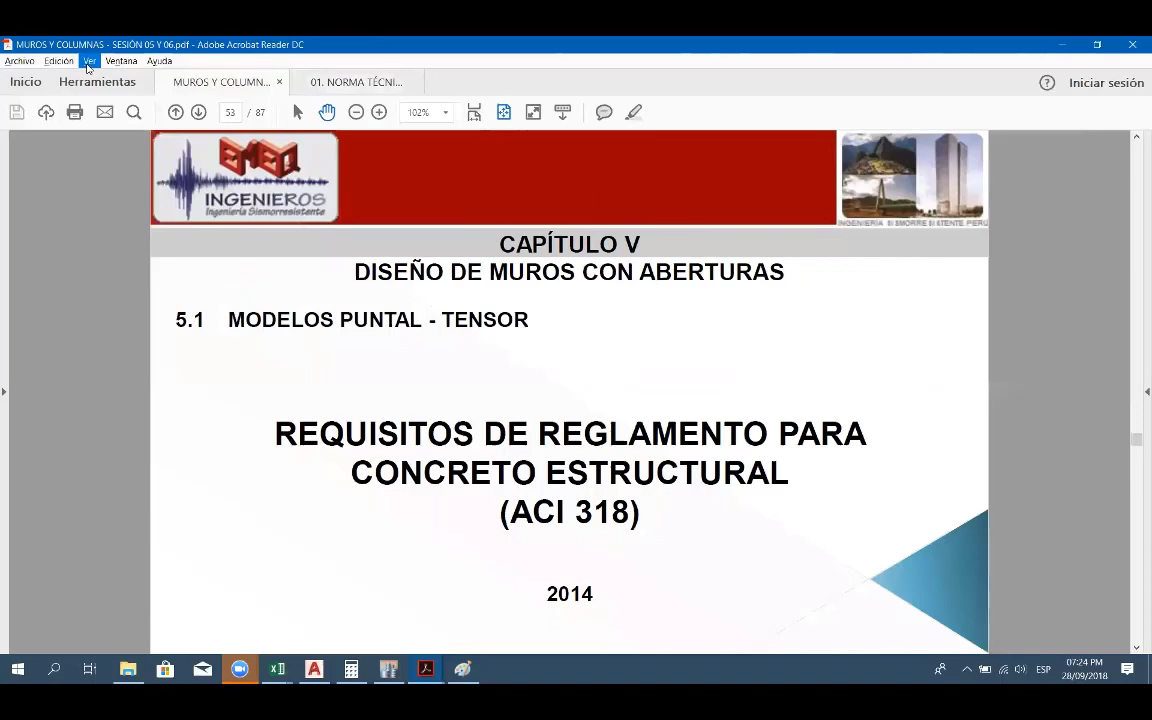 MUROS Y COLUMNAS - SESIÓN 05 Y 06.pdf - Adobe Acrobat Reader DC
Archivo Edición Ver Ventana Ayuda
Inicio Herramientas MUROS Y COLUMN... × 01. NORMA TÉCNI... Iniciar sesión
53 / 87 102%
INGENIEROS
Ingeniería Sismorresistente
INGENIERIA SISMORRESISTENTE PERU
CAPÍTULO V
DISEÑO DE MUROS CON ABERTURAS
5.1 MODELOS PUNTAL - TENSOR
REQUISITOS DE REGLAMENTO PARA
CONCRETO ESTRUCTURAL
(ACI 318)
2014
ESP
07:24 PM
28/09/2018